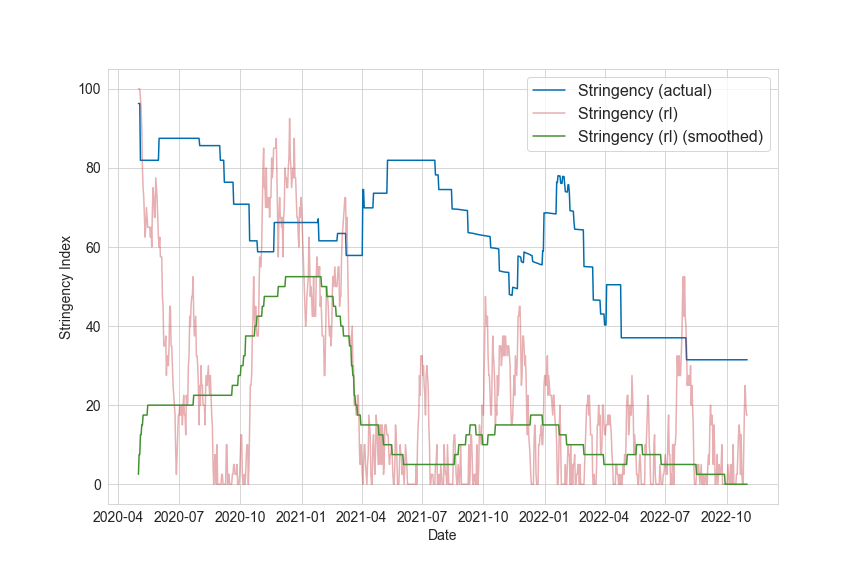 Stringency (actual)
Stringency (rl)
Stringency (rl) (smoothed)
100
80
60
40
20
0
Stringency Index
2020-04 2020-07 2020-10 2021-01 2021-04 2021-07 2021-10 2022-01 2022-04 2022-07 2022-10
Date